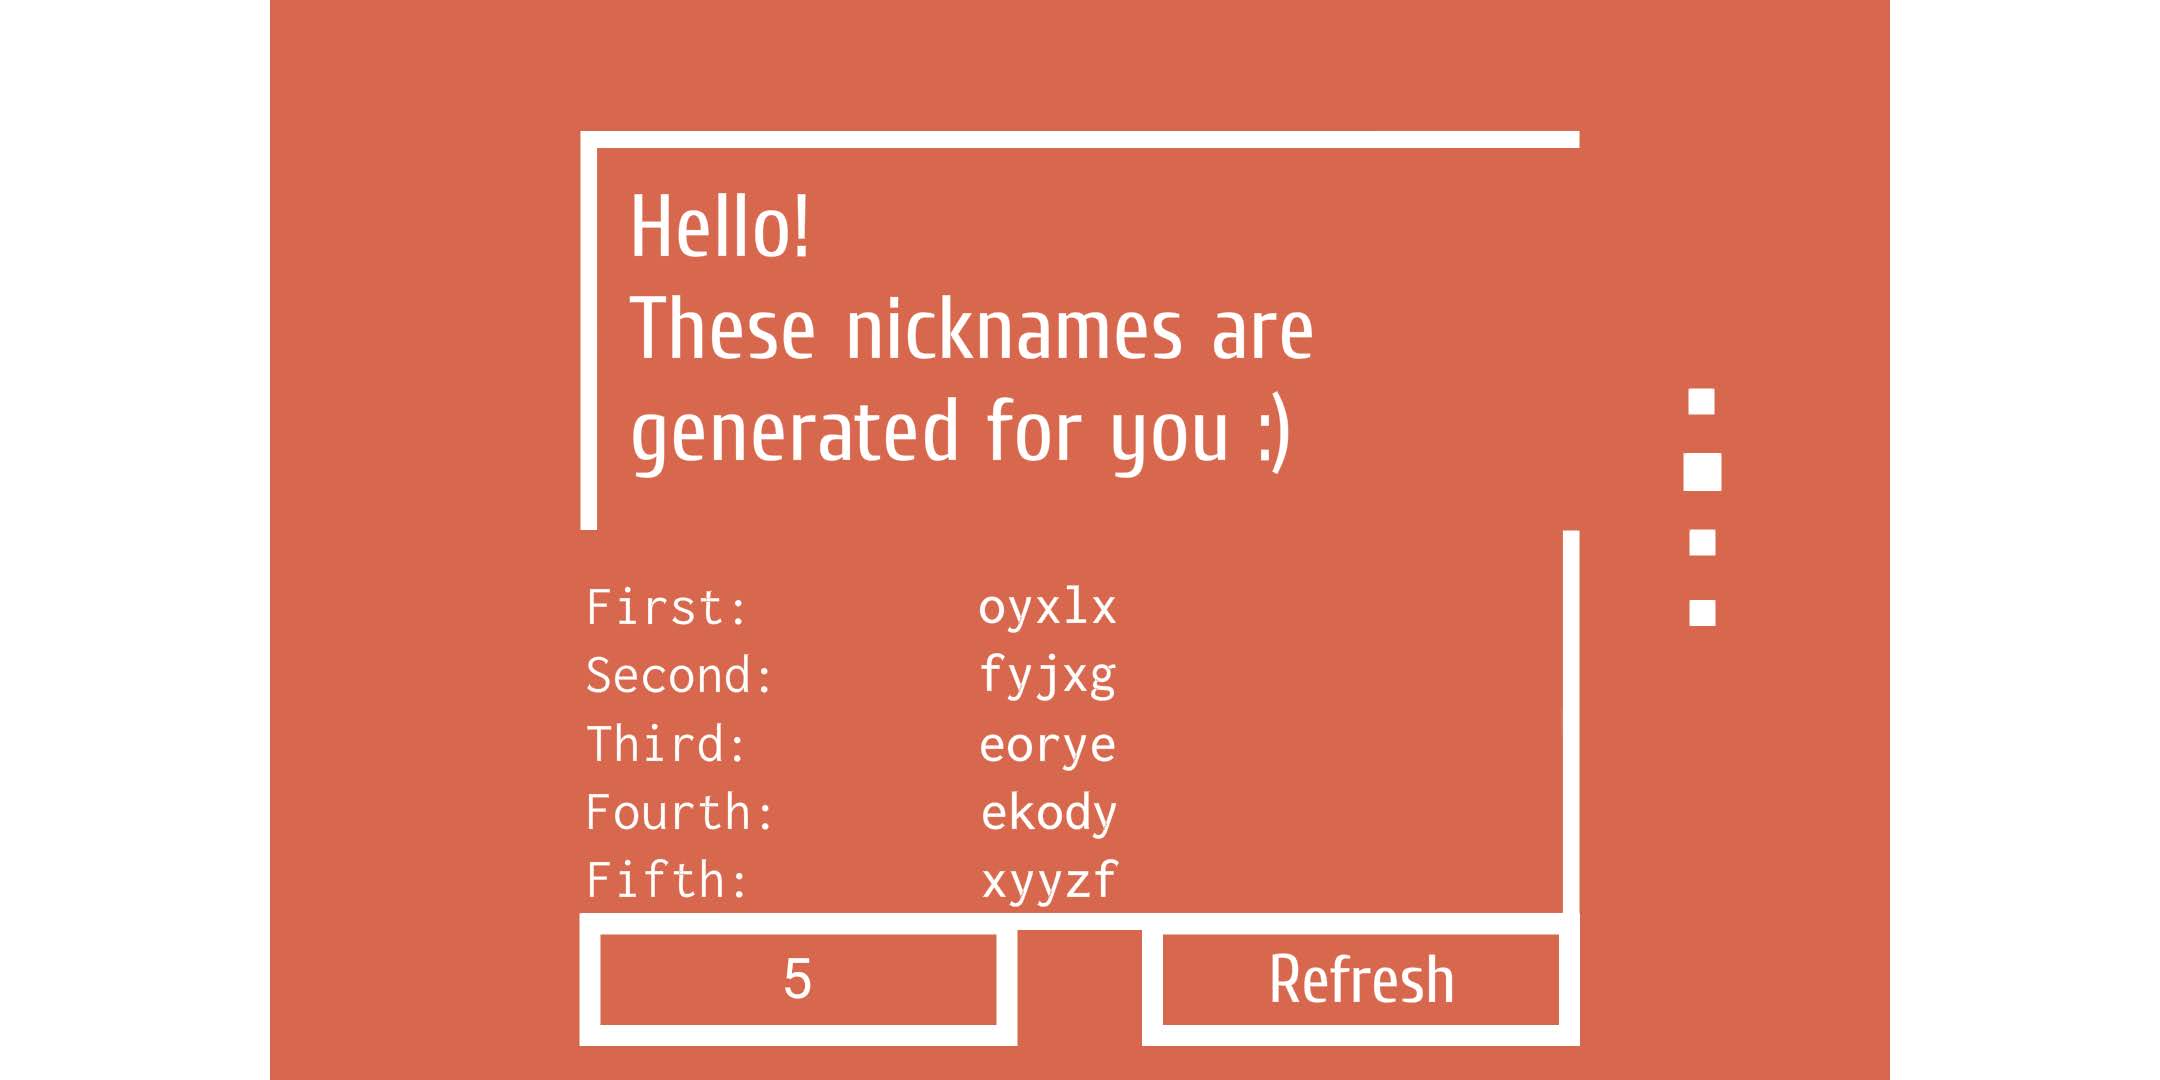 Hello!
These nicknames are
generated for you :)
First: oyxlx
Second: fyjxg
Third: eorye
Fourth: ekody
Fifth: xyyzf
5 Refresh